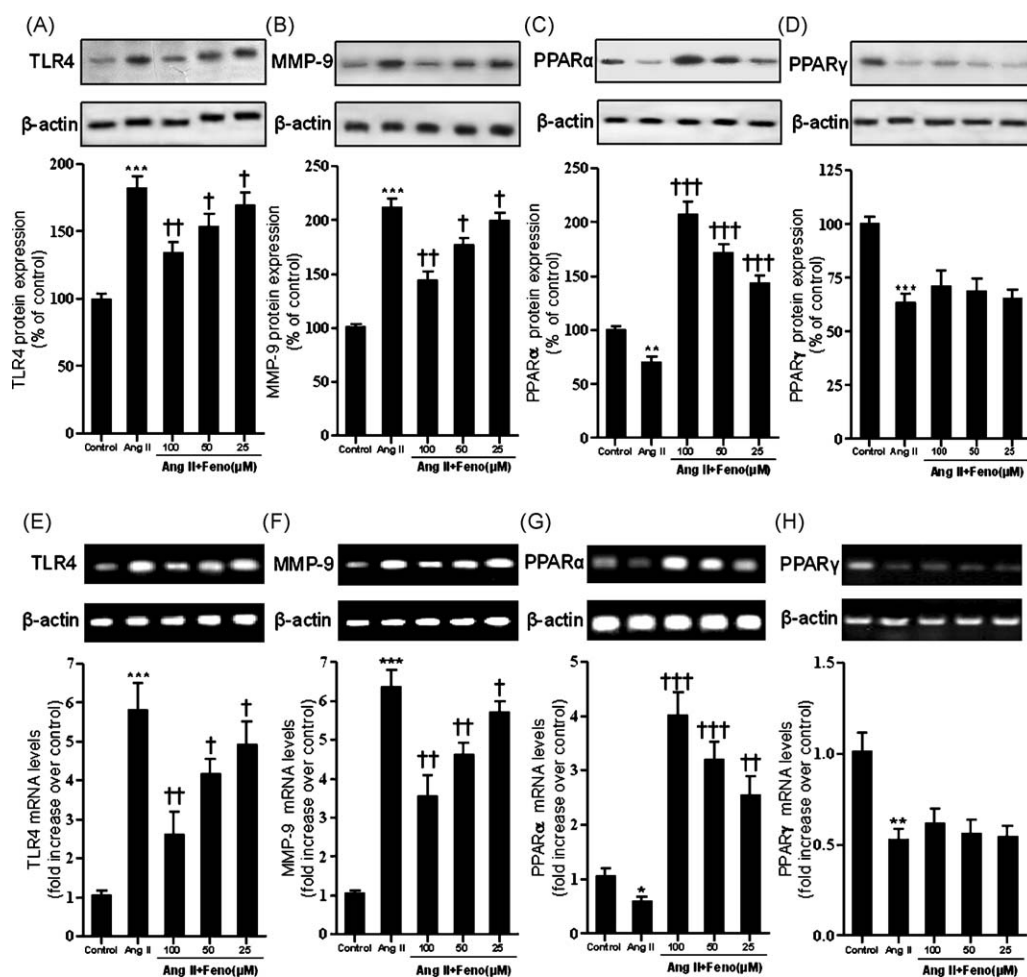 (A)
TLR4
β-actin
TLR4 protein expression
(% of control)
200
150
100
50
0
***
††
†
†
Control
Ang II
100
50
25
Ang II+Feno(μM)
(B)
MMP-9
β-actin
MMP-9 protein expression
(% of control)
250
200
150
100
50
0
***
††
†
†
Control
Ang II
100
50
25
Ang II+Feno(μM)
(C)
PPARα
β-actin
PPARα protein expression
(% of control)
250
200
150
100
50
0
**
†††
†††
†††
Control
Ang II
100
50
25
Ang II+Feno(μM)
(D)
PPARγ
β-actin
PPARγ protein expression
(% of control)
125
100
75
50
25
0
***
Control
Ang II
100
50
25
Ang II+Feno(μM)
(E)
TLR4
β-actin
TLR4 mRNA levels
(fold increase over control)
7
6
5
4
3
2
1
0
***
††
†
†
Control
Ang II
100
50
25
Ang II+Feno(μM)
(F)
MMP-9
β-actin
MMP-9 mRNA levels
(fold increase over control)
7
6
5
4
3
2
1
0
***
††
††
†
Control
Ang II
100
50
25
Ang II+Feno(μM)
(G)
PPARα
β-actin
PPARα mRNA levels
(fold increase over control)
5
4
3
2
1
0
*
†††
†††
††
Control
Ang II
100
50
25
Ang II+Feno(μM)
(H)
PPARγ
β-actin
PPARγ mRNA levels
(fold increase over control)
1.5
1.0
0.5
0.0
**
Control
Ang II
100
50
25
Ang II+Feno(μM)